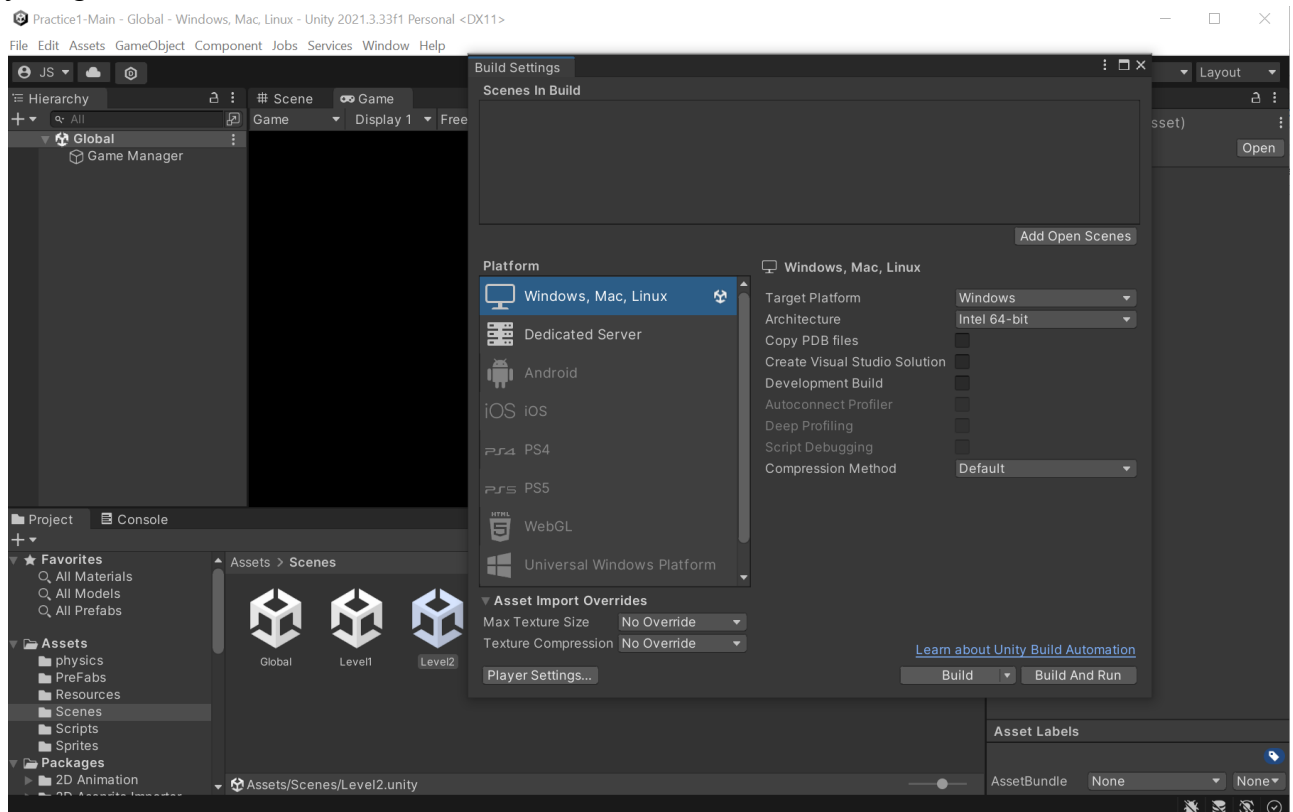 Practice1-Main - Global - Windows, Mac, Linux - Unity 2021.3.33f1 Personal <DX11>
File Edit Assets GameObject Component Jobs Services Window Help
JS
Layout
Hierarchy
All
Global
Game Manager
Scene
Game
Game
Display 1
Free
Build Settings
Scenes In Build
Add Open Scenes
Platform
Windows, Mac, Linux
Dedicated Server
Android
iOS iOS
PS4 PS4
PS5 PS5
HTML
5
WebGL
Universal Windows Platform
Asset Import Overrides
Max Texture Size No Override
Texture Compression No Override
Player Settings...
Windows, Mac, Linux
Target Platform Windows
Architecture Intel 64-bit
Copy PDB files
Create Visual Studio Solution
Development Build
Autoconnect Profiler
Deep Profiling
Script Debugging
Compression Method Default
Learn about Unity Build Automation
Build
Build And Run
sset)
Open
Project
Console
Favorites
All Materials
All Models
All Prefabs
Assets
physics
PreFabs
Resources
Scenes
Scripts
Sprites
Packages
2D Animation
Assets > Scenes
Global
Level1
Level2
Assets/Scenes/Level2.unity
Asset Labels
AssetBundle
None
None